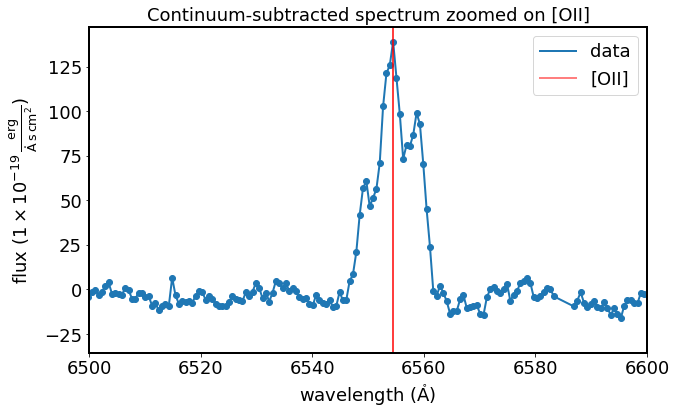 Continuum-subtracted spectrum zoomed on [OII]
data
[OII]
flux (1 × 10⁻¹⁹ erg / Å s cm²)
125
100
75
50
25
0
−25
6500 6520 6540 6560 6580 6600
wavelength (Å)